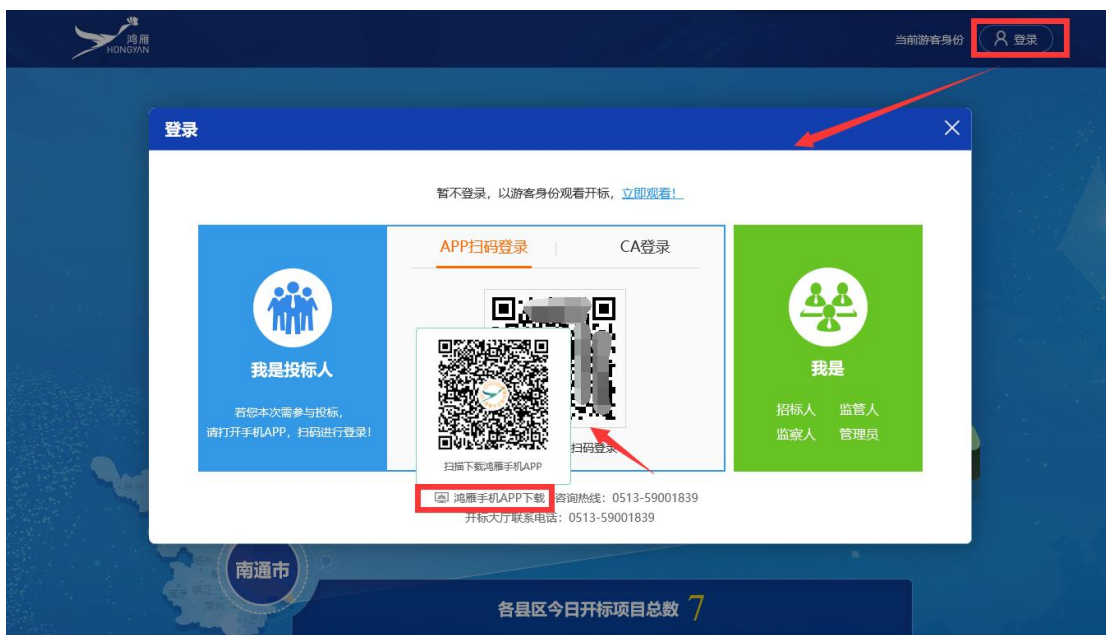 鸿雁
HONGYAN
当前游客身份
登录
登录
暂不登录，以游客身份观看开标，立即观看！
APP扫码登录
CA登录
我是投标人
若您本次需参与投标，
请打开手机APP，扫码进行登录！
扫码登录
扫描下载鸿雁手机APP
我是
招标人 监管人
监察人 管理员
鸿雁手机APP下载 咨询热线：0513-59001839
开标大厅联系电话：0513-59001839
南通市
各县区今日开标项目总数 7